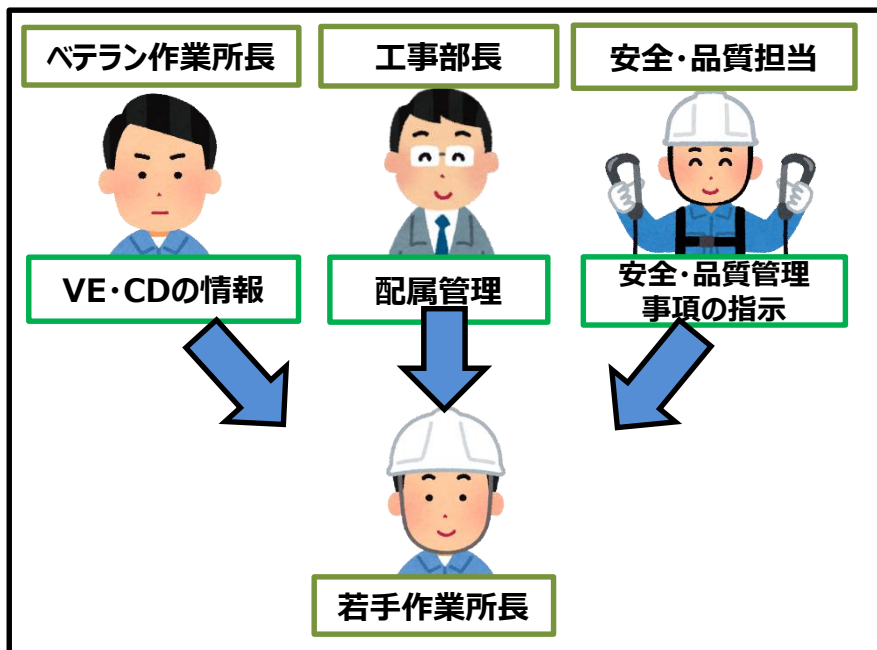 ベテラン作業所長
工事部長
安全・品質担当
VE・CDの情報
配属管理
安全・品質管理
事項の指示
若手作業所長